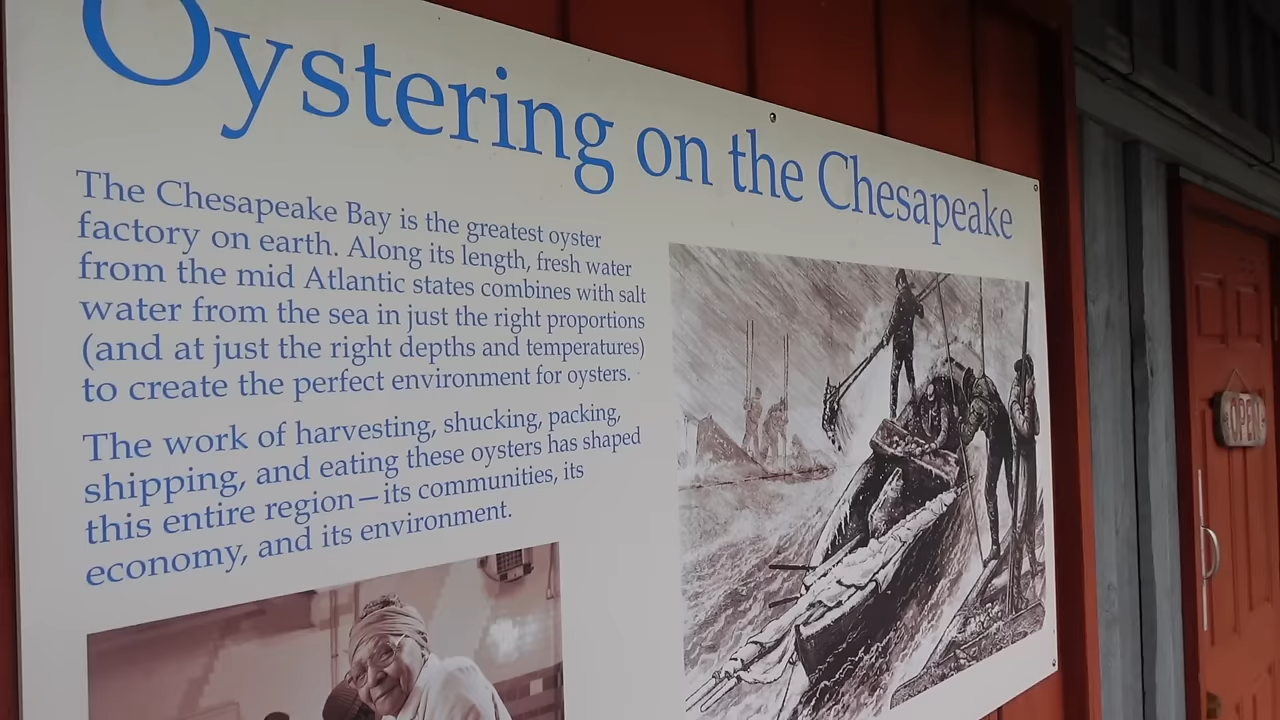 Oystering on the Chesapeake
The Chesapeake Bay is the greatest oyster
factory on earth. Along its length, fresh water
from the mid Atlantic states combines with salt
water from the sea in just the right proportions
(and at just the right depths and temperatures)
to create the perfect environment for oysters.
The work of harvesting, shucking, packing,
shipping, and eating these oysters has shaped
this entire region—its communities, its
economy, and its environment.
OPEN